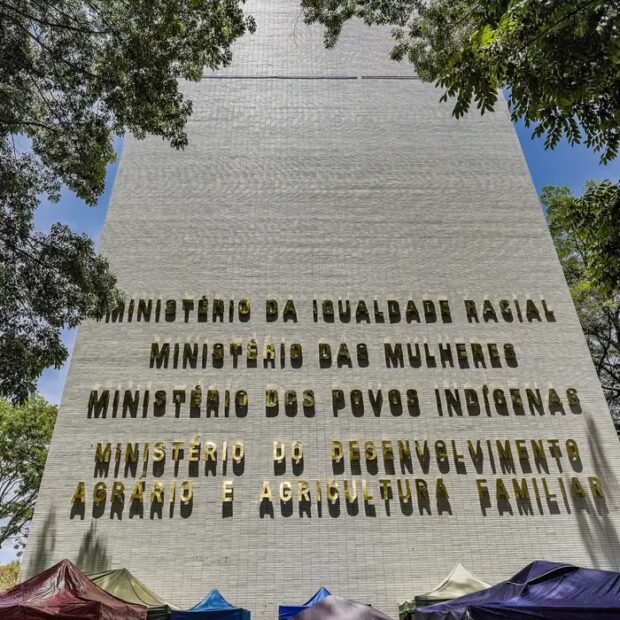 MINISTÉRIO DA IGUALDADE RACIAL
MINISTÉRIO DAS MULHERES
MINISTÉRIO DOS POVOS INDÍGENAS
MINISTÉRIO DO DESENVOLVIMENTO
AGRÁRIO E AGRICULTURA FAMILIAR